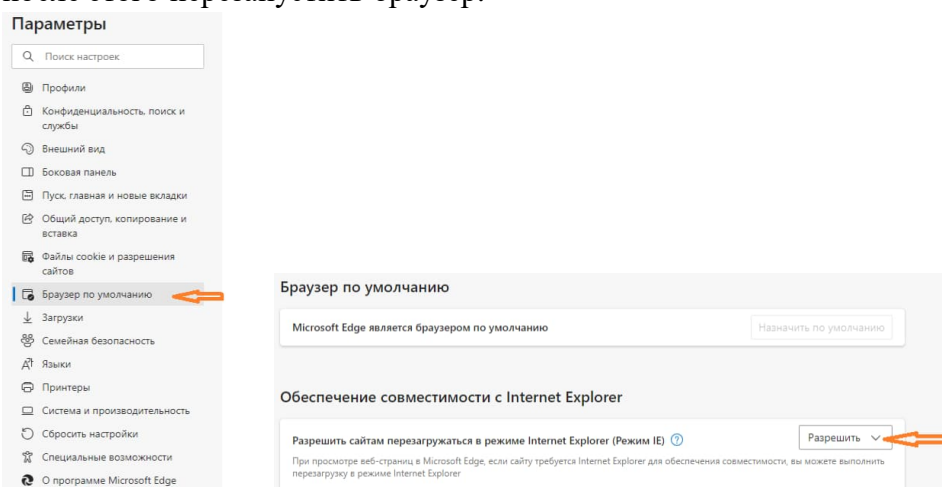 после этого перезапустить браузер.
Параметры
Поиск настроек
Профили
Конфиденциальность, поиск и
службы
Внешний вид
Боковая панель
Пуск, главная и новые вкладки
Общий доступ, копирование и
вставка
Файлы cookie и разрешения
сайтов
Браузер по умолчанию
Загрузки
Семейная безопасность
Языки
Принтеры
Система и производительность
Сбросить настройки
Специальные возможности
О программе Microsoft Edge
Браузер по умолчанию
Microsoft Edge является браузером по умолчанию
Назначить по умолчанию
Обеспечение совместимости с Internet Explorer
Разрешить сайтам перезагружаться в режиме Internet Explorer (Режим IE)
Разрешить
При просмотре веб-страниц в Microsoft Edge, если сайту требуется Internet Explorer для обеспечения совместимости, вы можете выполнить
перезагрузку в режиме Internet Explorer